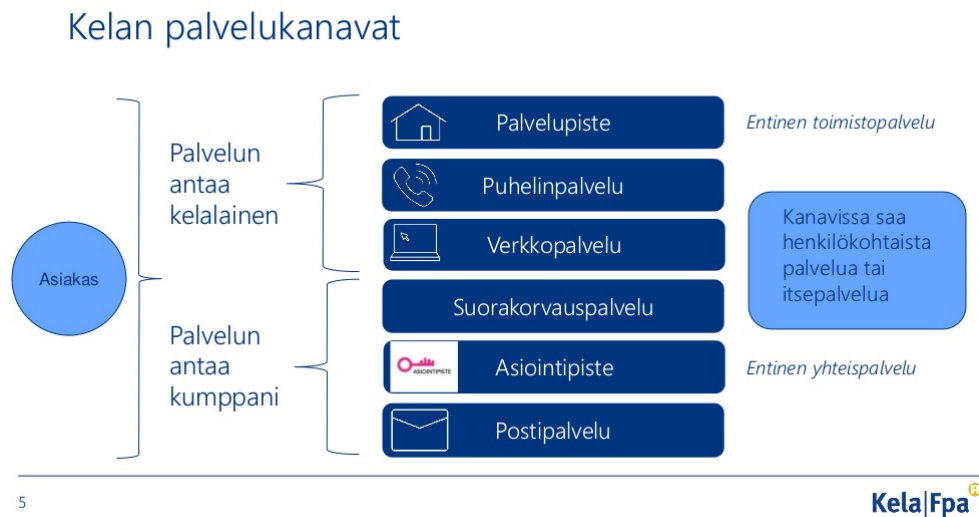 Kelan palvelukanavat
Asiakas
Palvelun
antaa
kelalainen
Palvelun
antaa
kumppani
Palvelupiste
Puhelinpalvelu
Verkkopalvelu
Suorakorvauspalvelu
ASIOINTIPISTE
Asiointipiste
Postipalvelu
Entinen toimistopalvelu
Kanavissa saa
henkilökohtaista
palvelua tai
itsepalvelua
Entinen yhteispalvelu
5
Kela|Fpa